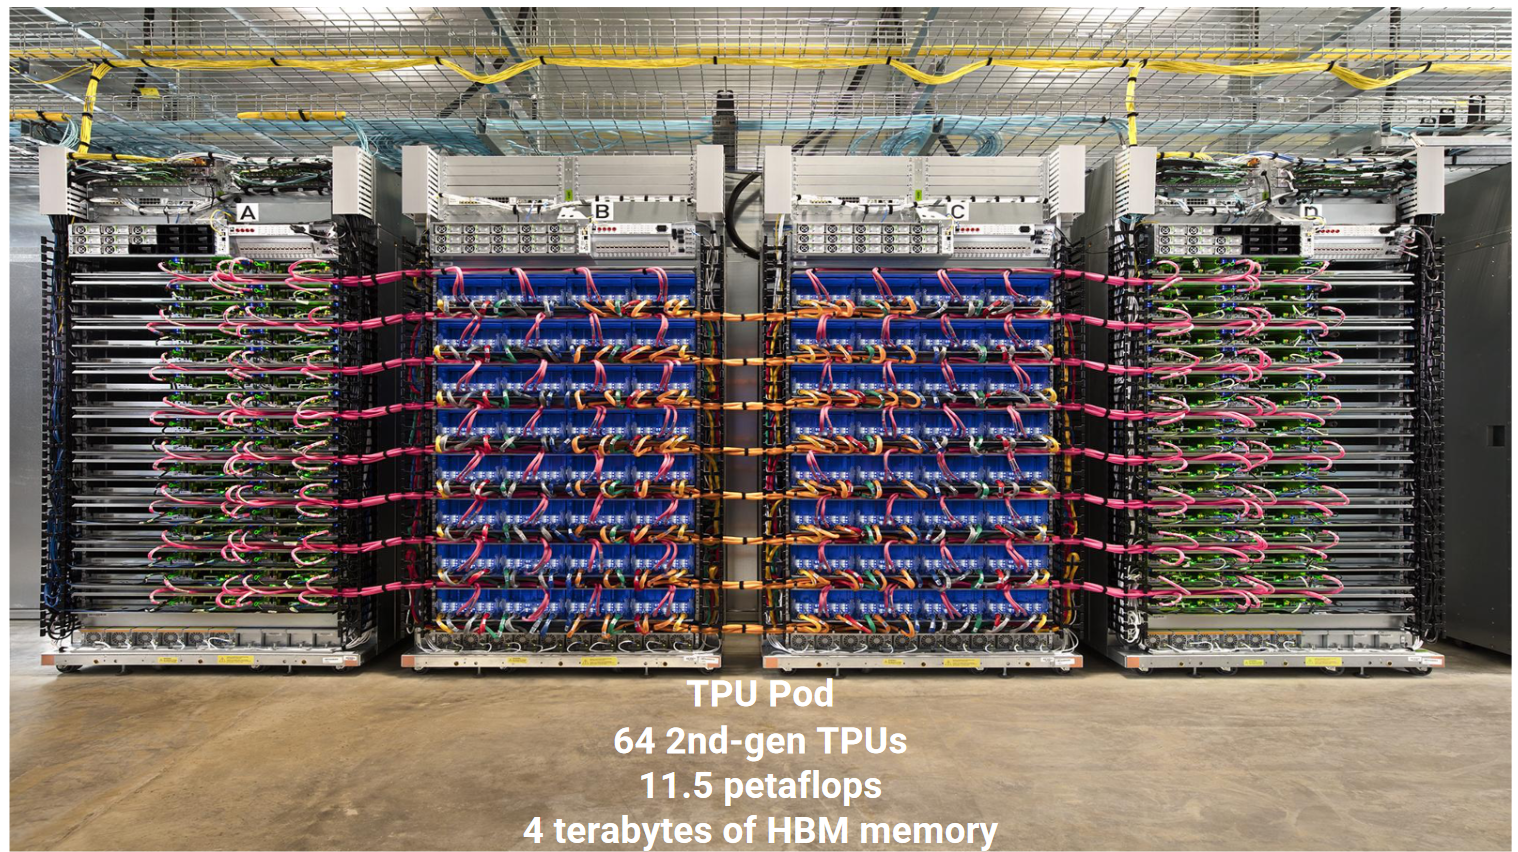 A
B
C
D
TPU Pod
64 2nd-gen TPUs
11.5 petaflops
4 terabytes of HBM memory